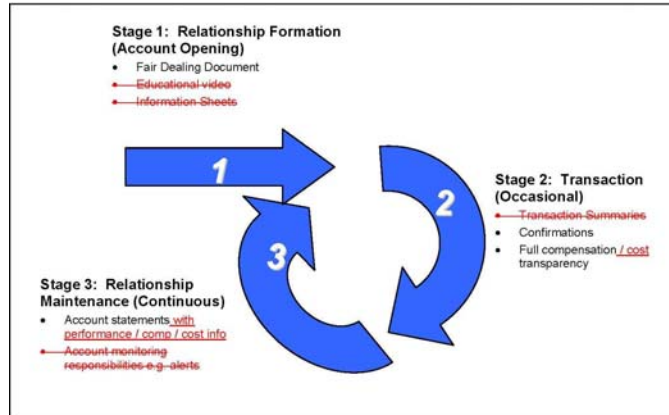 Stage 1: Relationship Formation
(Account Opening)
• Fair Dealing Document
• Educational video
• Information Sheets
1
2
3
Stage 2: Transaction
(Occasional)
• Transaction Summaries
• Confirmations
• Full compensation / cost
transparency
Stage 3: Relationship
Maintenance (Continuous)
• Account statements with
performance / comp / cost info
• Account monitoring
responsibilities e.g. alerts